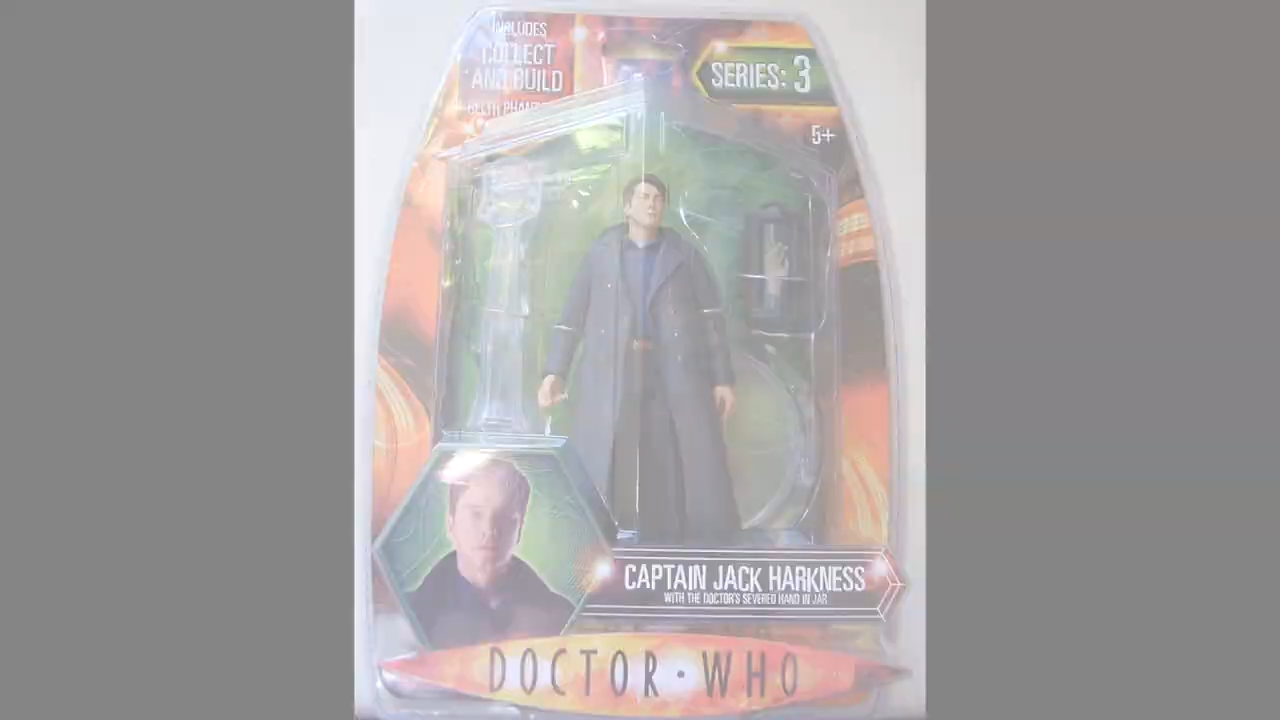 INCLUDES
COLLECT
AND BUILD
SERIES: 3
5+
CAPTAIN JACK HARKNESS
WITH THE DOCTOR'S SEVERED HAND IN JAR
DOCTOR · WHO